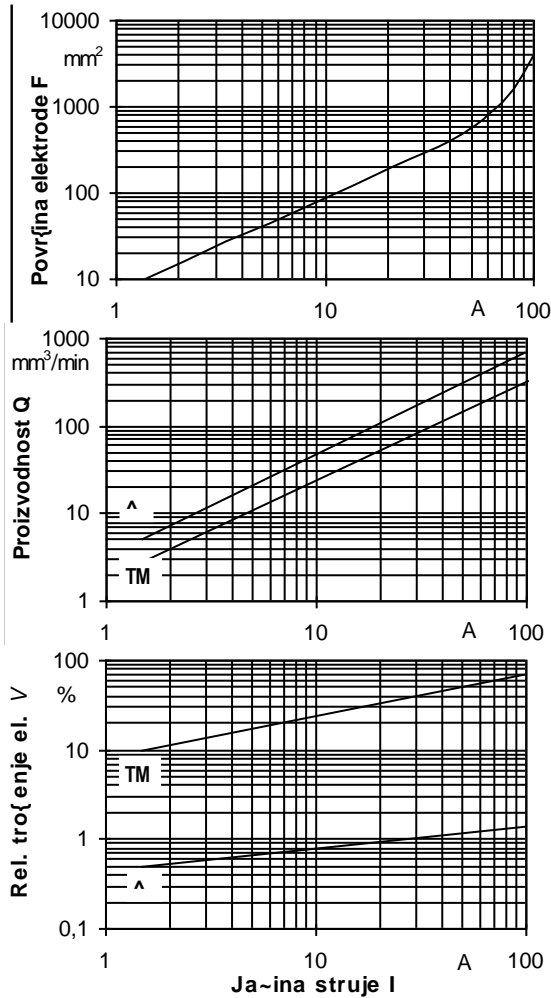 10000
mm²
1000
100
10
Povr{ina elektrode F
1 10 A 100
1000
mm³/min
100
10
1
Proizvodnost Q
^
TM
1 10 A 100
100
%
10
1
0,1
Rel. tro{enje el. V
TM
^
1 10 A 100
Ja~ina struje I